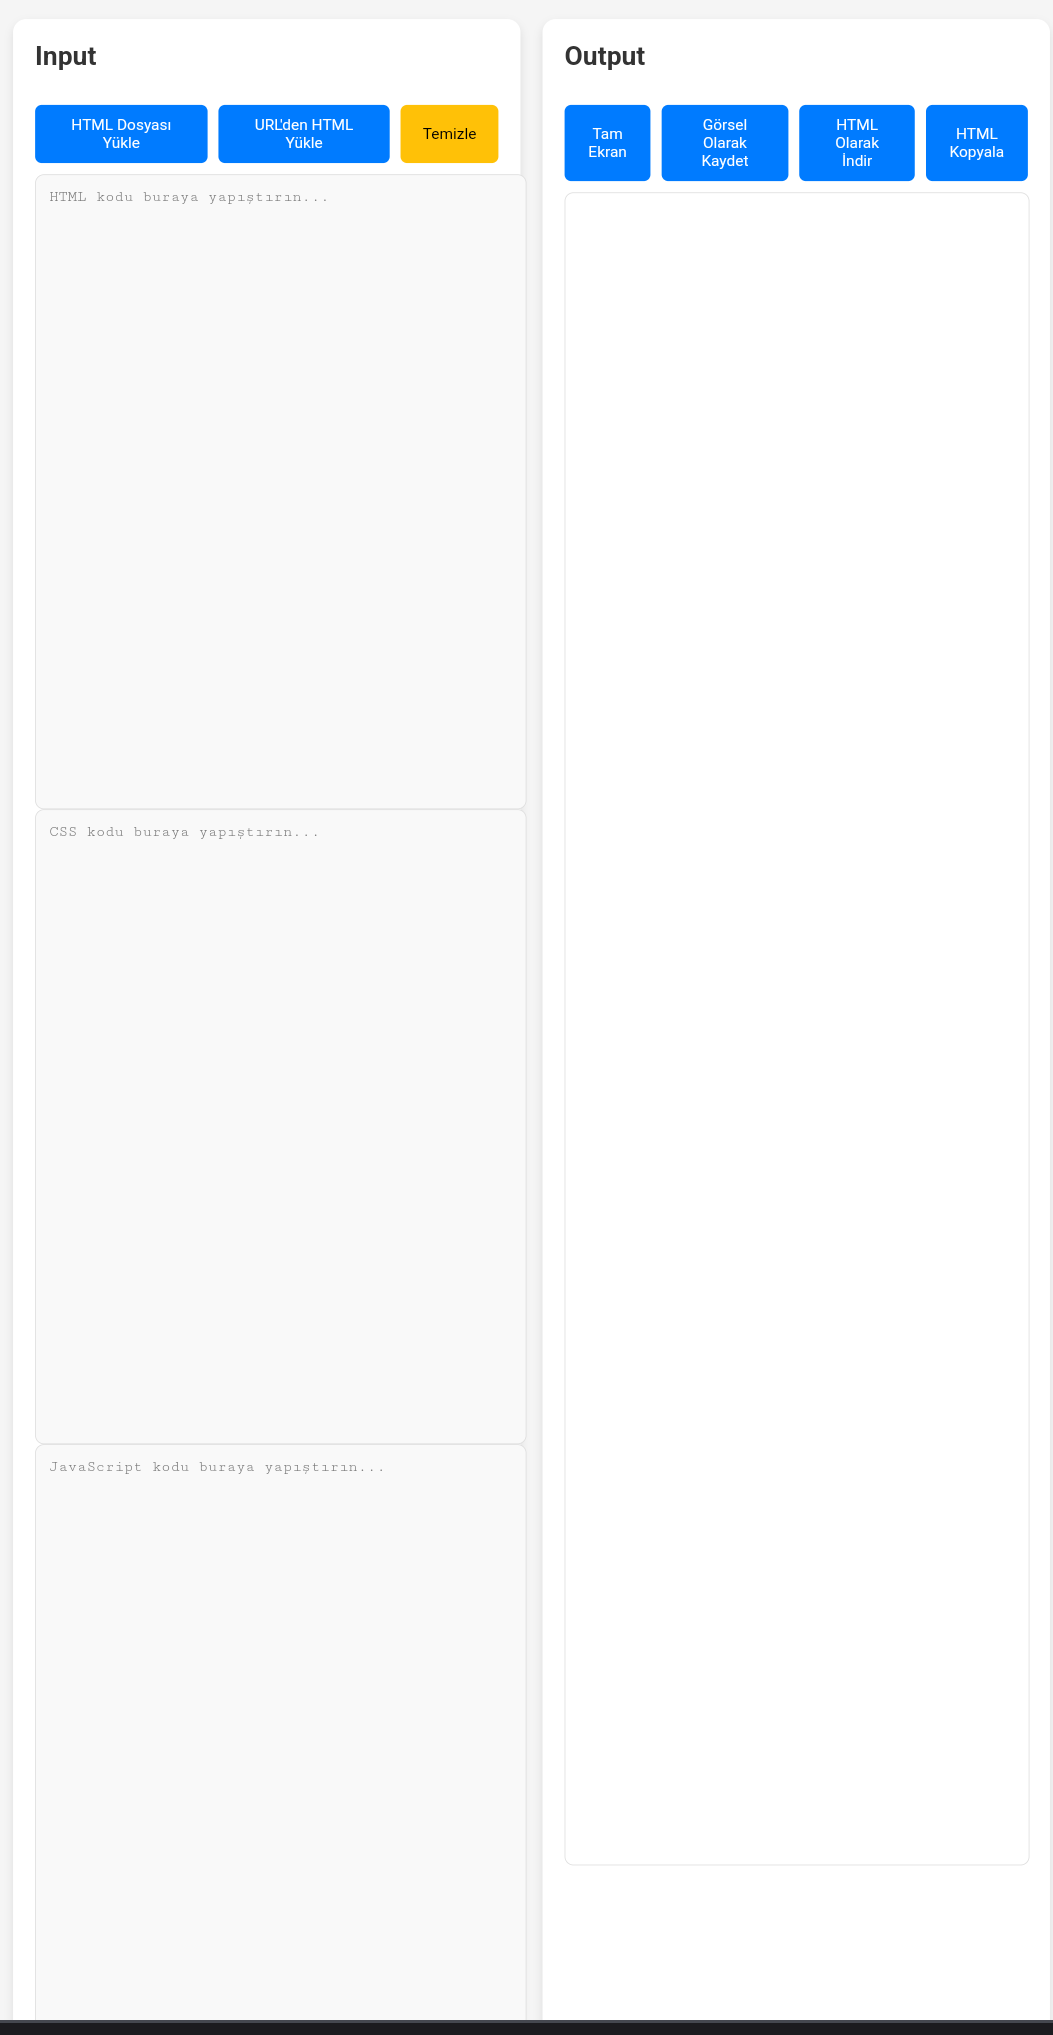 Input
HTML Dosyası
Yükle
URL'den HTML
Yükle
Temizle
HTML kodu buraya yapıştırın...
CSS kodu buraya yapıştırın...
JavaScript kodu buraya yapıştırın...
Output
Tam
Ekran
Görsel
Olarak
Kaydet
HTML
Olarak
İndir
HTML
Kopyala